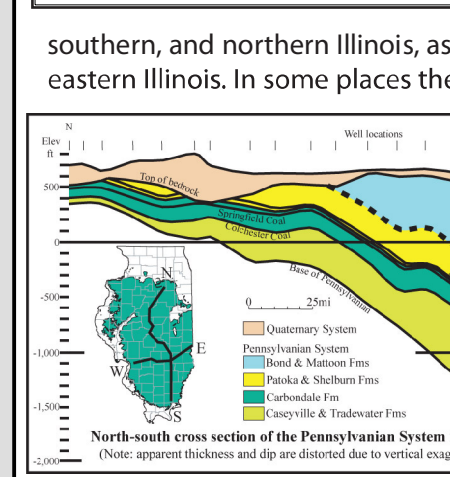 southern, and northern Illinois, as
eastern Illinois. In some places the
N
Elev
ft
Well locations
Top of bedrock
500
Springfield Coal
Colchester Coal
0
Base of Pennsylvanian
N
-500
0 25mi
Quaternary System
Pennsylvanian System
Bond & Mattoon Fms
E
-1,000
W
Patoka & Shelburn Fms
Carbondale Fm
-1,500
Caseyville & Tradewater Fms
S
North-south cross section of the Pennsylvanian System
-2,000
(Note: apparent thickness and dip are distorted due to vertical exag